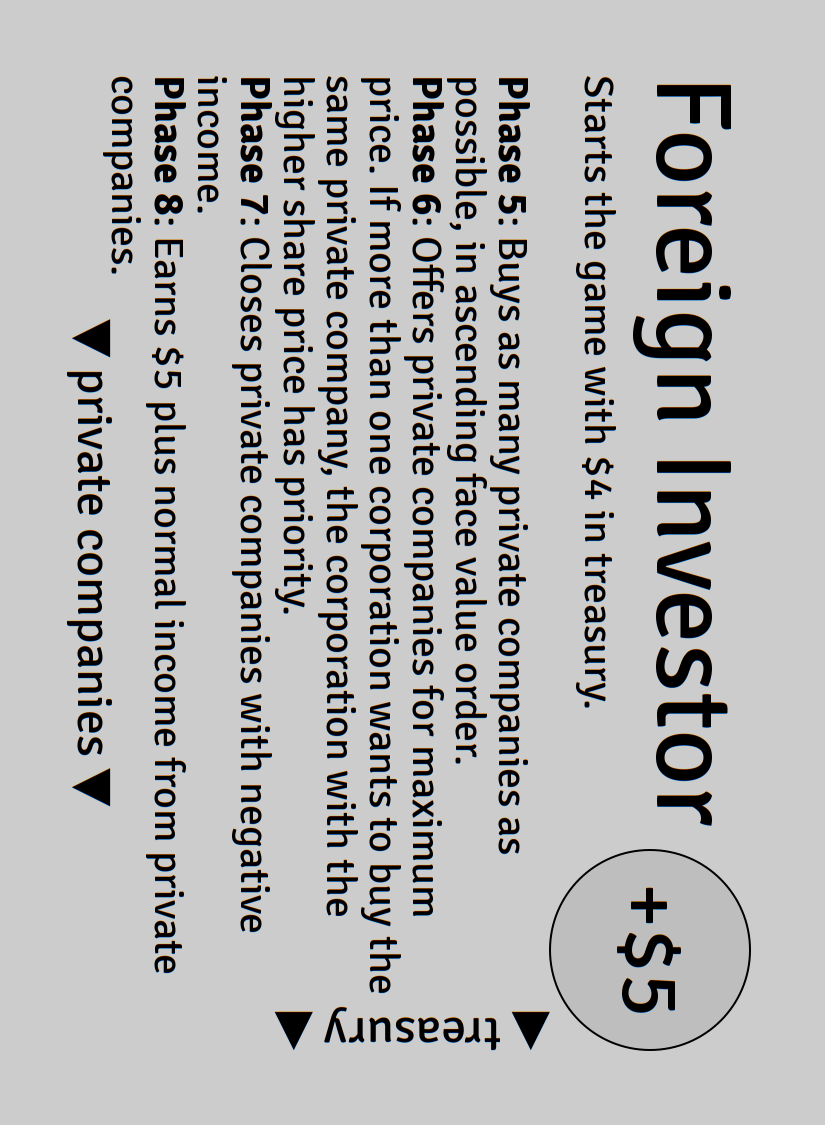 Foreign Investor
+$5
Starts the game with $4 in treasury.
Phase 5: Buys as many private companies as
possible, in ascending face value order.
Phase 6: Offers private companies for maximum
price. If more than one corporation wants to buy the
same private company, the corporation with the
higher share price has priority.
Phase 7: Closes private companies with negative
income.
Phase 8: Earns $5 plus normal income from private
companies.
▼ treasury ▼
▼ private companies ▼